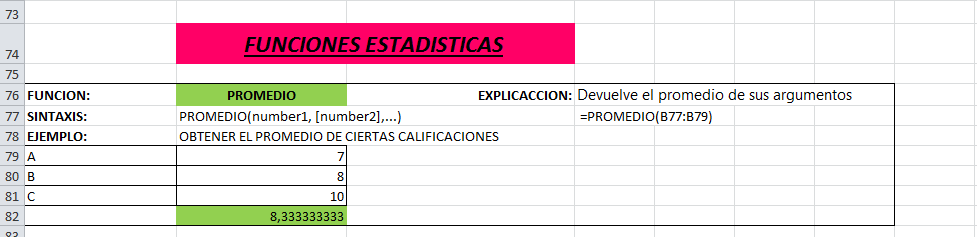 73
74 FUNCIONES ESTADISTICAS
75
76 FUNCION: PROMEDIO EXPLICACCION: Devuelve el promedio de sus argumentos
77 SINTAXIS: PROMEDIO(number1, [number2],...) =PROMEDIO(B77:B79)
78 EJEMPLO: OBTENER EL PROMEDIO DE CIERTAS CALIFICACIONES
79 A 7
80 B 8
81 C 10
82 8,333333333